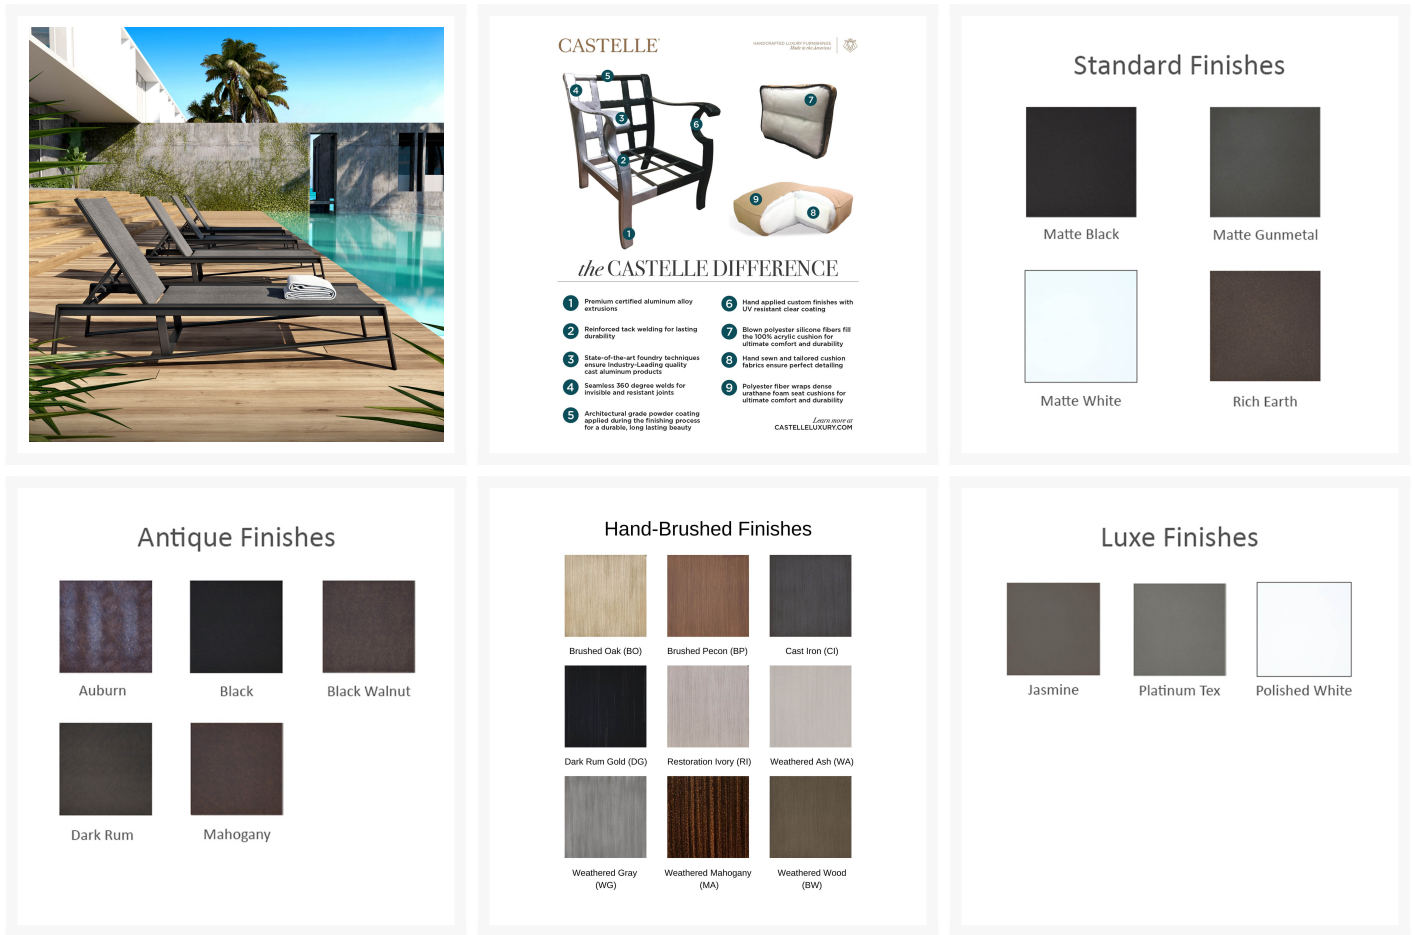 CASTELLE
HANDCRAFTED LUXURY FURNISHINGS
Made in the Americas
5
4
3
6
2
1
7
9
8
the CASTELLE DIFFERENCE
1 Premium certified aluminum alloy
extrusions
2 Reinforced tack welding for lasting
durability
3 State-of-the-art foundry techniques
ensure Industry-Leading quality
cast aluminum products
4 Seamless 360 degree welds for
invisible and resistant joints
5 Architectural grade powder coating
applied during the finishing process
for a durable, long lasting beauty
6 Hand applied custom finishes with
UV resistant clear coating
7 Blown polyester silicone fibers fill
the 100% acrylic cushion for
ultimate comfort and durability
8 Hand sewn and tailored cushion
fabrics ensure perfect detailing
9 Polyester fiber wraps dense
urethane foam seat cushions for
ultimate comfort and durability
Learn more at
CASTELLELUXURY.COM
Standard Finishes
Matte Black
Matte Gunmetal
Matte White
Rich Earth
Antique Finishes
Auburn
Black
Black Walnut
Dark Rum
Mahogany
Hand-Brushed Finishes
Brushed Oak (BO)
Brushed Pecon (BP)
Cast Iron (CI)
Dark Rum Gold (DG)
Restoration Ivory (RI)
Weathered Ash (WA)
Weathered Gray
(WG)
Weathered Mahogany
(MA)
Weathered Wood
(BW)
Luxe Finishes
Jasmine
Platinum Tex
Polished White